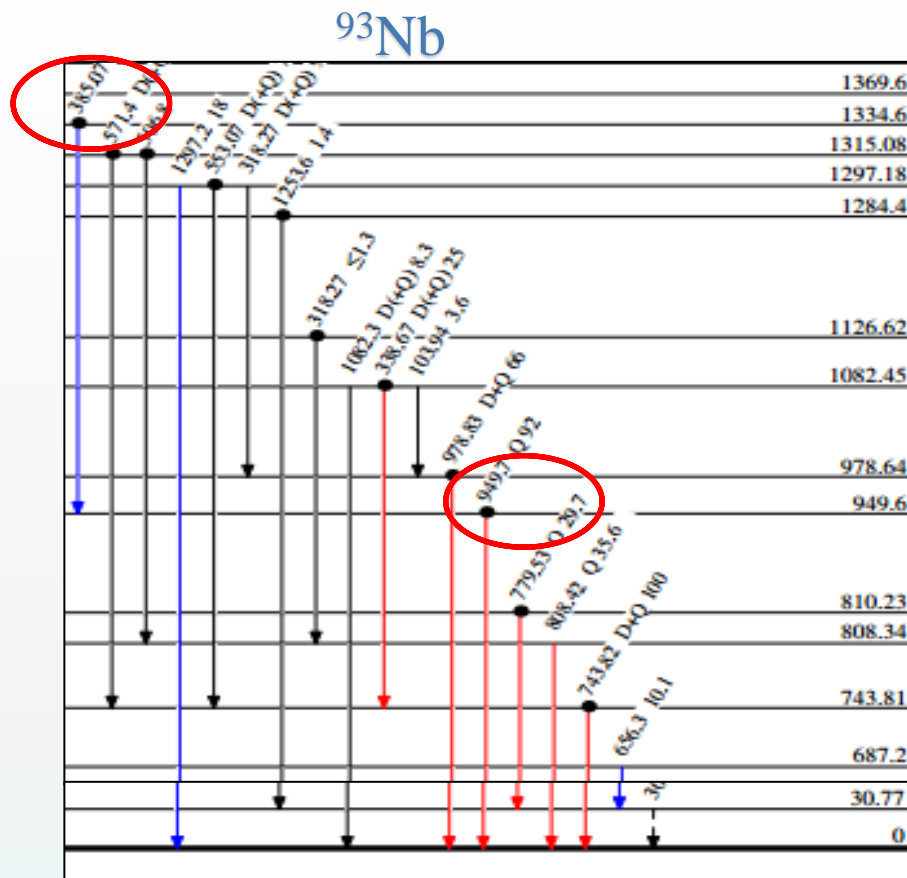 93Nb
385.07
571.4 D(+Q)
1297.2 18
553.07 D(+Q)
318.27 D(+Q)
1253.6 1.4
318.27 ≤1.3
1082.3 D(+Q) 8.3
338.67 D(+Q) 25
103.94 3.6
978.83 D+Q 66
949.7 Q 92
779.53 Q 29.7
808.42 Q 35.6
743.82 D+Q 100
656.3 10.1
30
1369.6
1334.6
1315.08
1297.18
1284.4
1126.62
1082.45
978.64
949.6
810.23
808.34
743.81
687.2
30.77
0